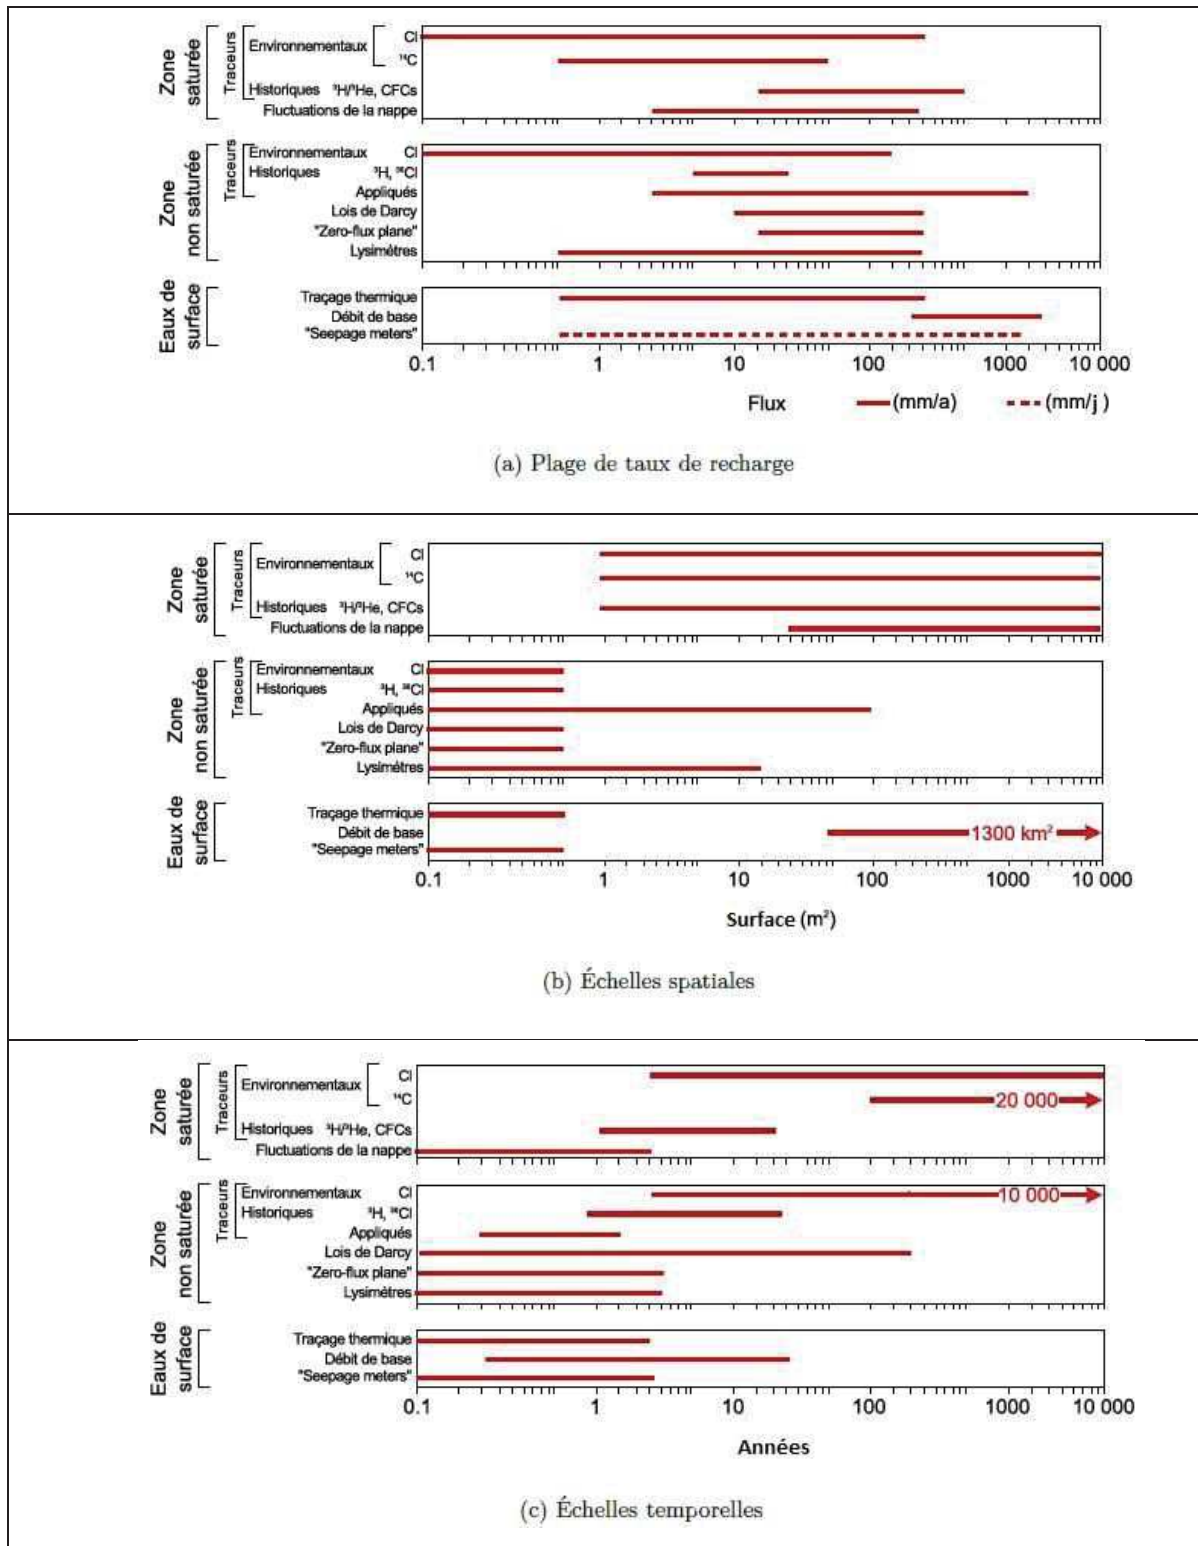 Zone saturée
Traceurs
Environnementaux
Cl
¹⁴C
Historiques ³H/³He, CFCs
Fluctuations de la nappe
Zone non saturée
Traceurs
Environnementaux Cl
Historiques ³H, ³⁶Cl
Appliqués
Lois de Darcy
"Zero-flux plane"
Lysimètres
Eaux de surface
Traçage thermique
Débit de base
"Seepage meters"
0.1 1 10 100 1000 10 000
Flux (mm/a) (mm/j )
(a) Plage de taux de recharge
Zone saturée
Traceurs
Environnementaux
Cl
¹⁴C
Historiques ³H/³He, CFCs
Fluctuations de la nappe
Zone non saturée
Traceurs
Environnementaux Cl
Historiques ³H, ³⁶Cl
Appliqués
Lois de Darcy
"Zero-flux plane"
Lysimètres
Eaux de surface
Traçage thermique
Débit de base
1300 km²
"Seepage meters"
0.1 1 10 100 1000 10 000
Surface (m²)
(b) Échelles spatiales
Zone saturée
Traceurs
Environnementaux
Cl
¹⁴C
20 000
Historiques ³H/³He, CFCs
Fluctuations de la nappe
Zone non saturée
Traceurs
Environnementaux Cl
10 000
Historiques ³H, ³⁶Cl
Appliqués
Lois de Darcy
"Zero-flux plane"
Lysimètres
Eaux de surface
Traçage thermique
Débit de base
"Seepage meters"
0.1 1 10 100 1000 10 000
Années
(c) Échelles temporelles